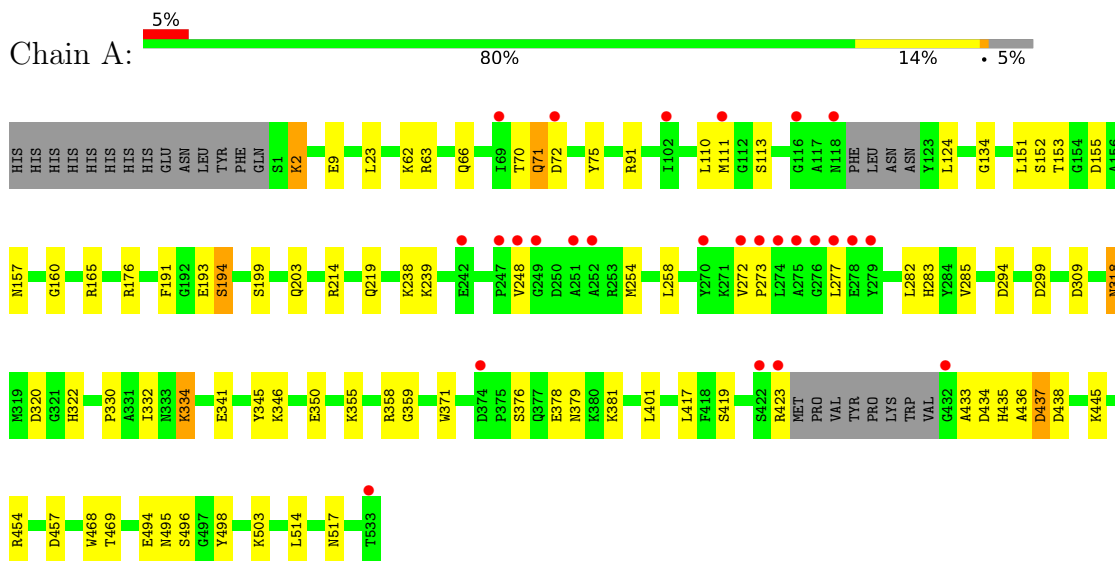 5%
Chain A:
80% 14% • 5%
HIS HIS HIS HIS HIS HIS HIS HIS GLU ASN LEU TYR PHE GLN S1 K2 E9 L23 K62 R63 Q66 I69 T70 Q71 D72 Y75 R91 I102 L110 M111 G112 S113 G116 A117 N118 PHE LEU ASN ASN Y123 L124 G134 L151 S152 T153 G154 D155 A156
N157 G160 R165 R176 F191 G192 E193 S194 S199 Q203 R214 Q219 K238 K239 E242 P247 V248 G249 D250 A251 A252 R253 M254 L258 Y270 K271 V272 P273 L274 A275 G276 L277 E278 Y279 L282 H283 Y284 V285 D294 D299 D309 N318
M319 D320 G321 H322 P330 A331 I332 N333 K334 E341 Y345 K346 E350 K355 R358 G359 W371 D374 P375 S376 Q377 E378 N379 K380 K381 L401 L417 F418 S419 S422 R423 MET PRO VAL TYR PRO LYS TRP VAL G432 A433 D434 H435 A436 D437 D438 K445
R454 D457 W468 T469 E494 N495 S496 G497 Y498 K503 L514 N517 T533